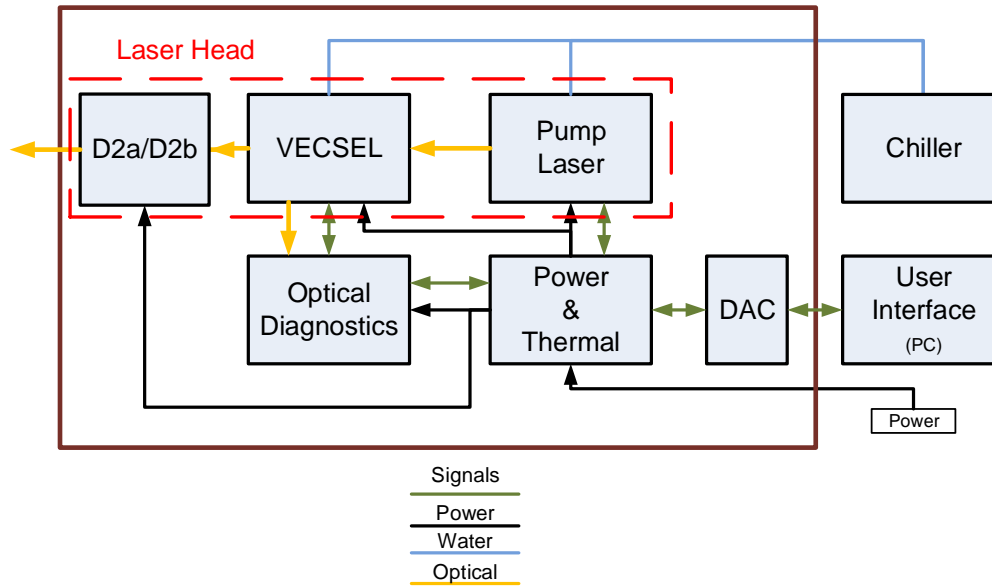 Laser Head
D2a/D2b
VECSEL
Pump
Laser
Chiller
Optical
Diagnostics
Power
&
Thermal
DAC
User
Interface
(PC)
Power
Signals
Power
Water
Optical